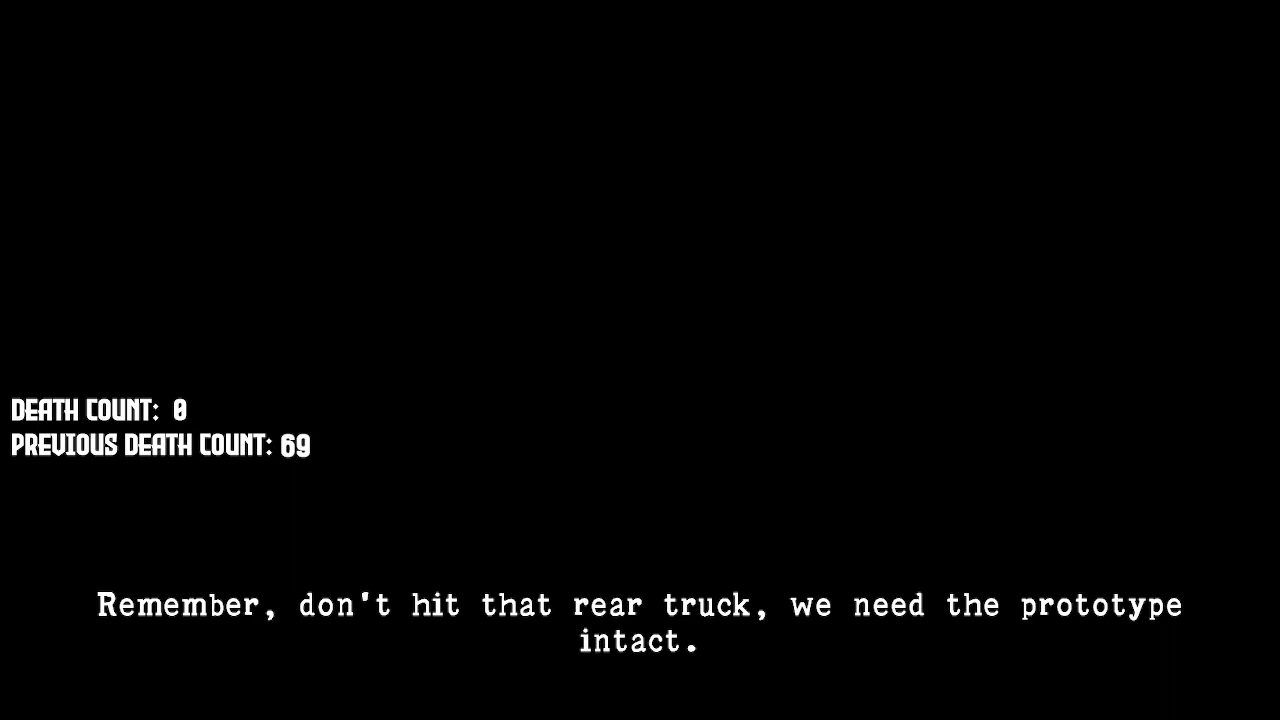 DEATH COUNT: 0
PREVIOUS DEATH COUNT: 69
Remember, don't hit that rear truck, we need the prototype
intact.